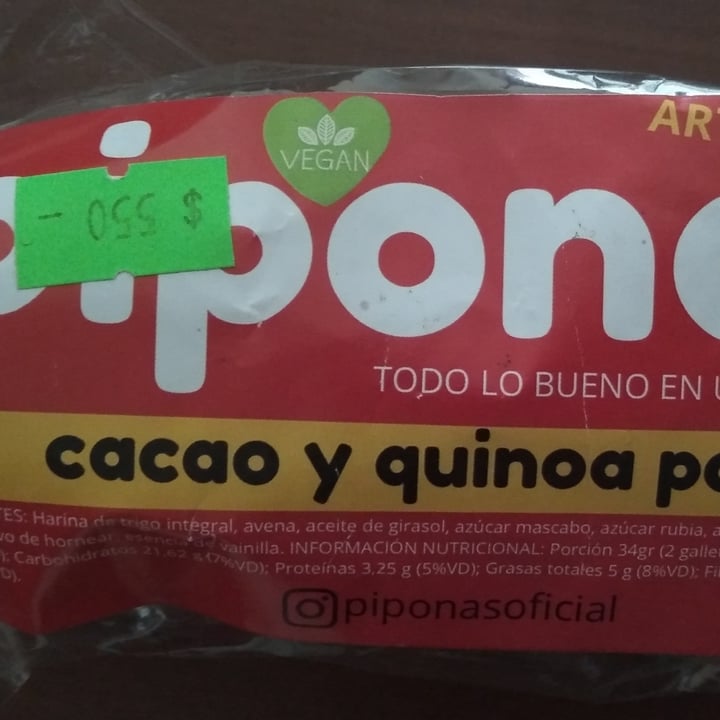 ART
VEGAN
$ 550 -
pipona
TODO LO BUENO EN U
cacao y quinoa po
TES: Harina de trigo integral, avena, aceite de girasol, azúcar mascabo, azúcar rubia, a
vo de hornear, esencia de vainilla. INFORMACIÓN NUTRICIONAL: Porción 34gr (2 galle
); Carbohidratos 21,62 g (7%VD); Proteínas 3,25 g (5%VD); Grasas totales 5 g (8%VD); Fi
D).
piponasoficial